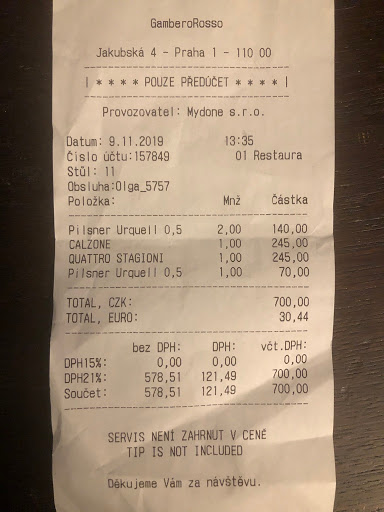 GamberoRosso
Jakubská 4 - Praha 1 - 110 00
| * * * * POUZE PŘEDÚČET * * * * |
Provozovatel: Mydone s.r.o.
Datum: 9.11.2019 13:35
Číslo účtu:157849 01 Restaura
Stůl: 11
Obsluha:Olga_5757
Položka: Mnž Částka
Pilsner Urquell 0,5 2,00 140,00
CALZONE 1,00 245,00
QUATTRO STAGIONI 1,00 245,00
Pilsner Urquell 0,5 1,00 70,00
TOTAL, CZK: 700,00
TOTAL, EURO: 30,44
bez DPH: DPH: včt.DPH:
DPH15%: 0,00 0,00 0,00
DPH21%: 578,51 121,49 700,00
Součet: 578,51 121,49 700,00
SERVIS NENÍ ZAHRNUT V CENĚ
TIP IS NOT INCLUDED
Děkujeme Vám za návštěvu.